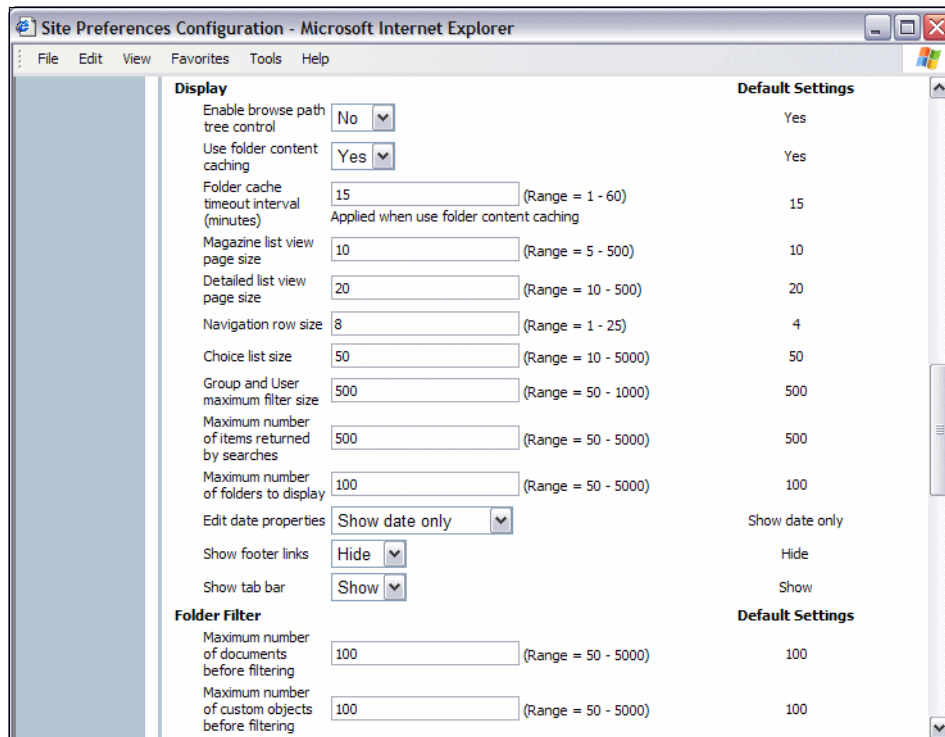 Site Preferences Configuration - Microsoft Internet Explorer
File Edit View Favorites Tools Help
Display Default Settings
Enable browse path
tree control
No Yes
Use folder content
caching
Yes Yes
Folder cache
timeout interval
(minutes)
15 (Range = 1 - 60)
Applied when use folder content caching
15
Magazine list view
page size
10 (Range = 5 - 500) 10
Detailed list view
page size
20 (Range = 10 - 500) 20
Navigation row size 8 (Range = 1 - 25) 4
Choice list size 50 (Range = 10 - 5000) 50
Group and User
maximum filter size
500 (Range = 50 - 1000) 500
Maximum number
of items returned
by searches
500 (Range = 50 - 5000) 500
Maximum number
of folders to display
100 (Range = 50 - 5000) 100
Edit date properties Show date only Show date only
Show footer links Hide Hide
Show tab bar Show Show
Folder Filter Default Settings
Maximum number
of documents
before filtering
100 (Range = 50 - 5000) 100
Maximum number
of custom objects
before filtering
100 (Range = 50 - 5000) 100